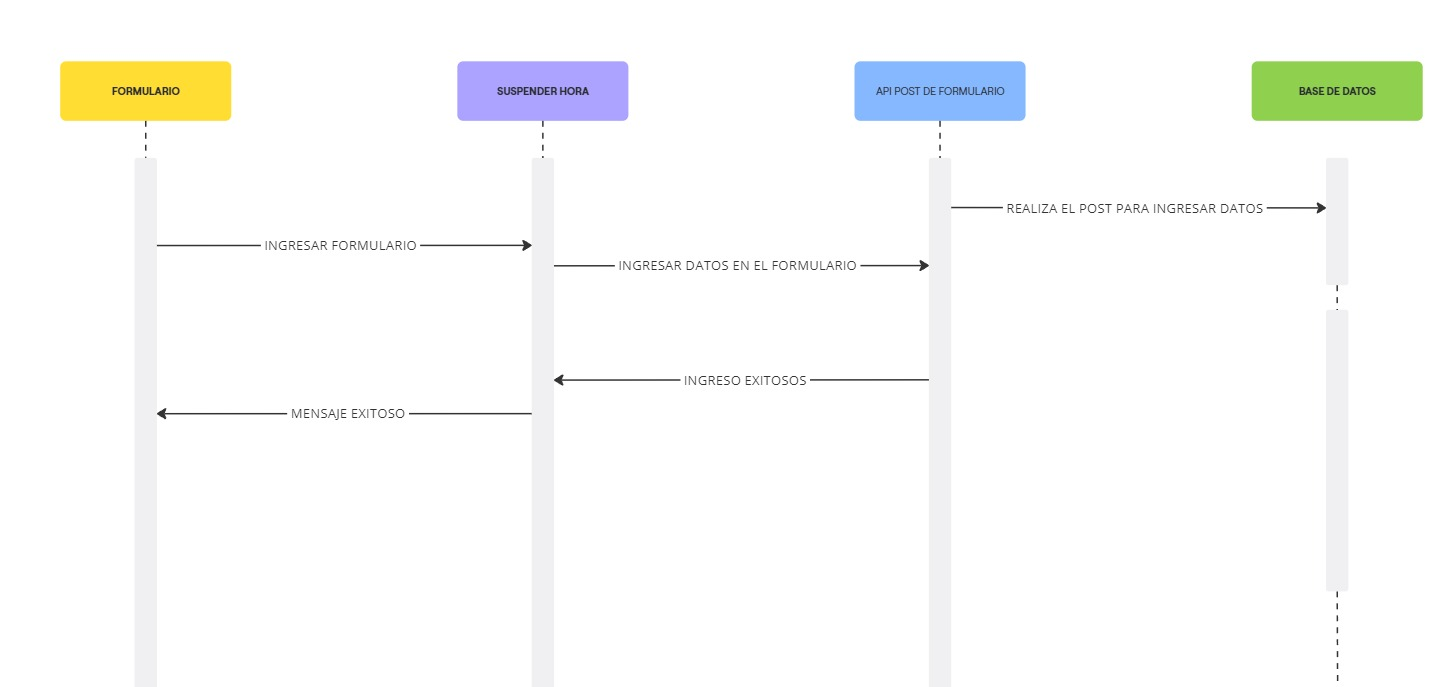 FORMULARIO
SUSPENDER HORA
API POST DE FORMULARIO
BASE DE DATOS
REALIZA EL POST PARA INGRESAR DATOS
INGRESAR FORMULARIO
INGRESAR DATOS EN EL FORMULARIO
INGRESO EXITOSOS
MENSAJE EXITOSO